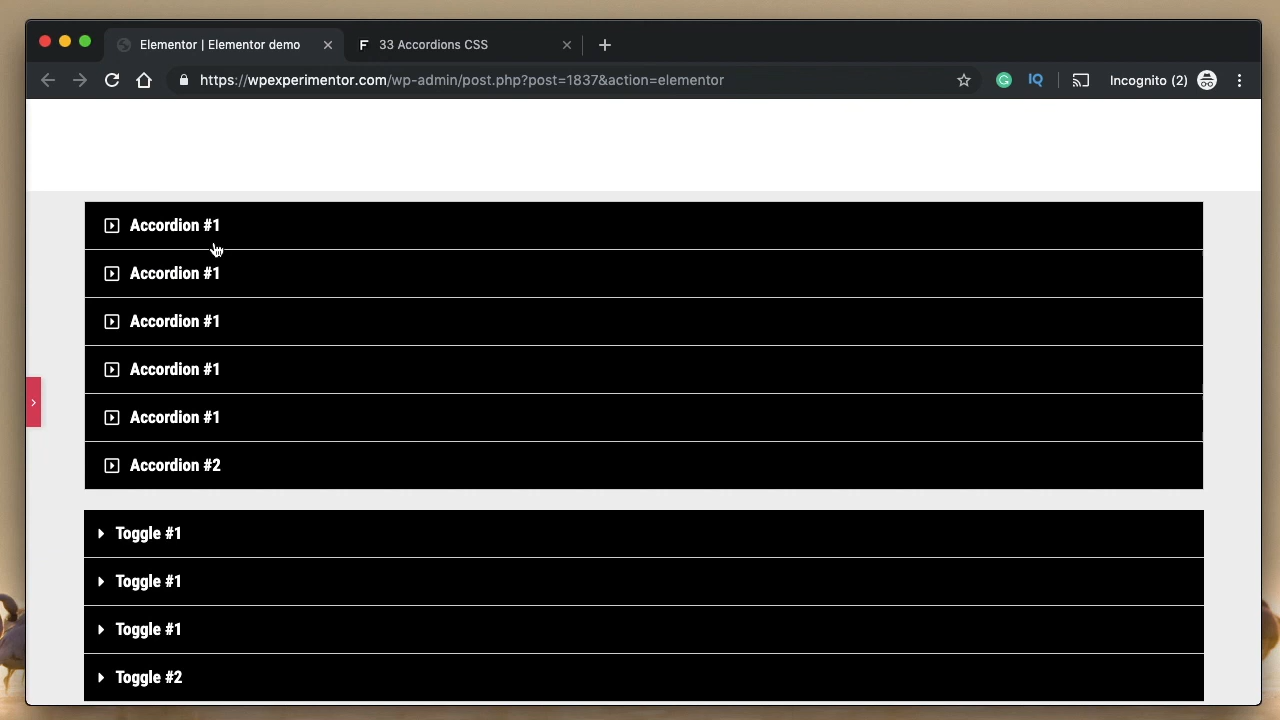 Elementor | Elementor demo
33 Accordions CSS
https://wpexperimentor.com/wp-admin/post.php?post=1837&action=elementor
IQ
Incognito (2)
Accordion #1
Accordion #1
Accordion #1
Accordion #1
Accordion #1
Accordion #2
Toggle #1
Toggle #1
Toggle #1
Toggle #2